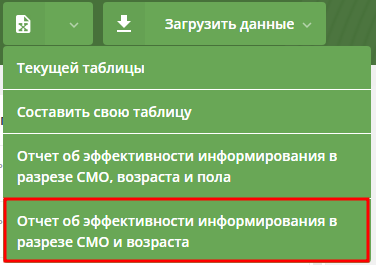 Загрузить данные
Текущей таблицы
Составить свою таблицу
Отчет об эффективности информирования в
разрезе СМО, возраста и пола
Отчет об эффективности информирования в
разрезе СМО и возраста